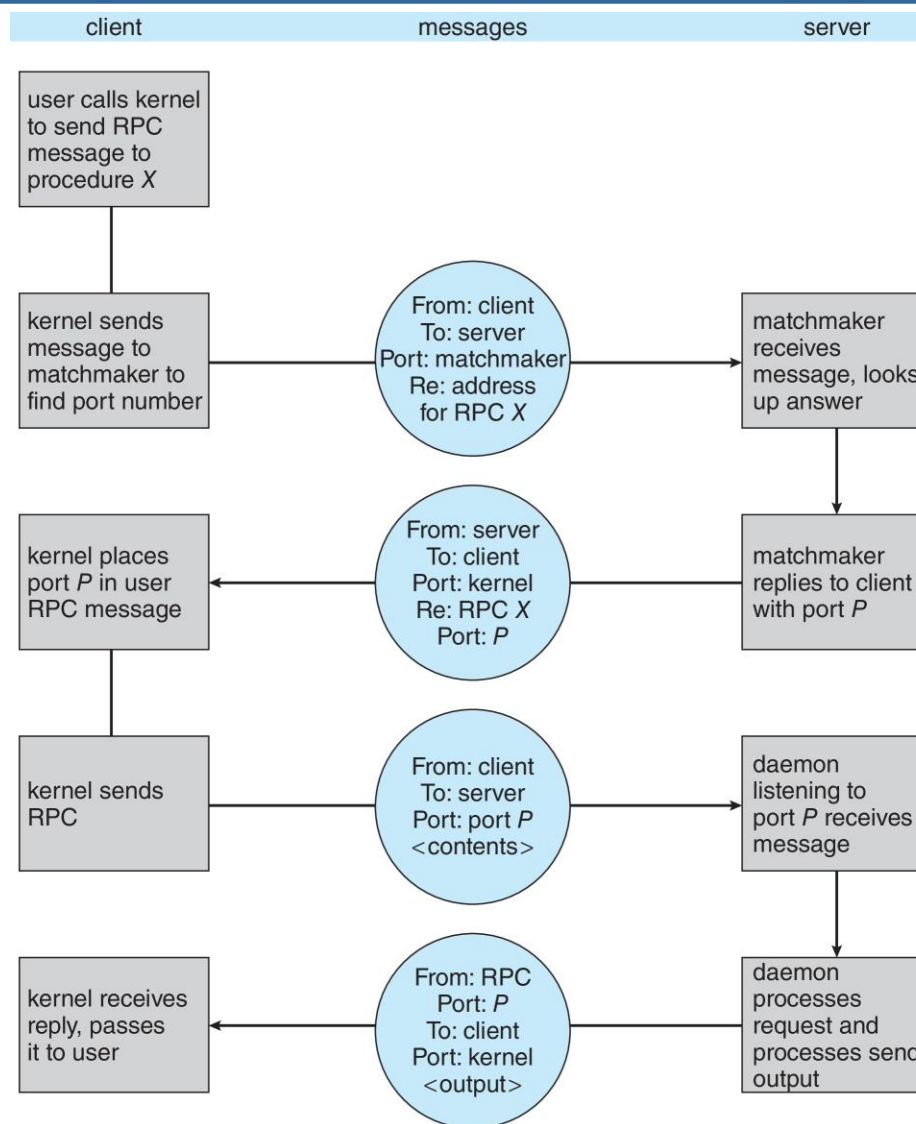 client messages server
user calls kernel
to send RPC
message to
procedure X
kernel sends
message to
matchmaker to
find port number
From: client
To: server
Port: matchmaker
Re: address
for RPC X
matchmaker
receives
message, looks
up answer
kernel places
port P in user
RPC message
From: server
To: client
Port: kernel
Re: RPC X
Port: P
matchmaker
replies to client
with port P
kernel sends
RPC
From: client
To: server
Port: port P
<contents>
daemon
listening to
port P receives
message
kernel receives
reply, passes
it to user
From: RPC
Port: P
To: client
Port: kernel
<output>
daemon
processes
request and
processes send
output